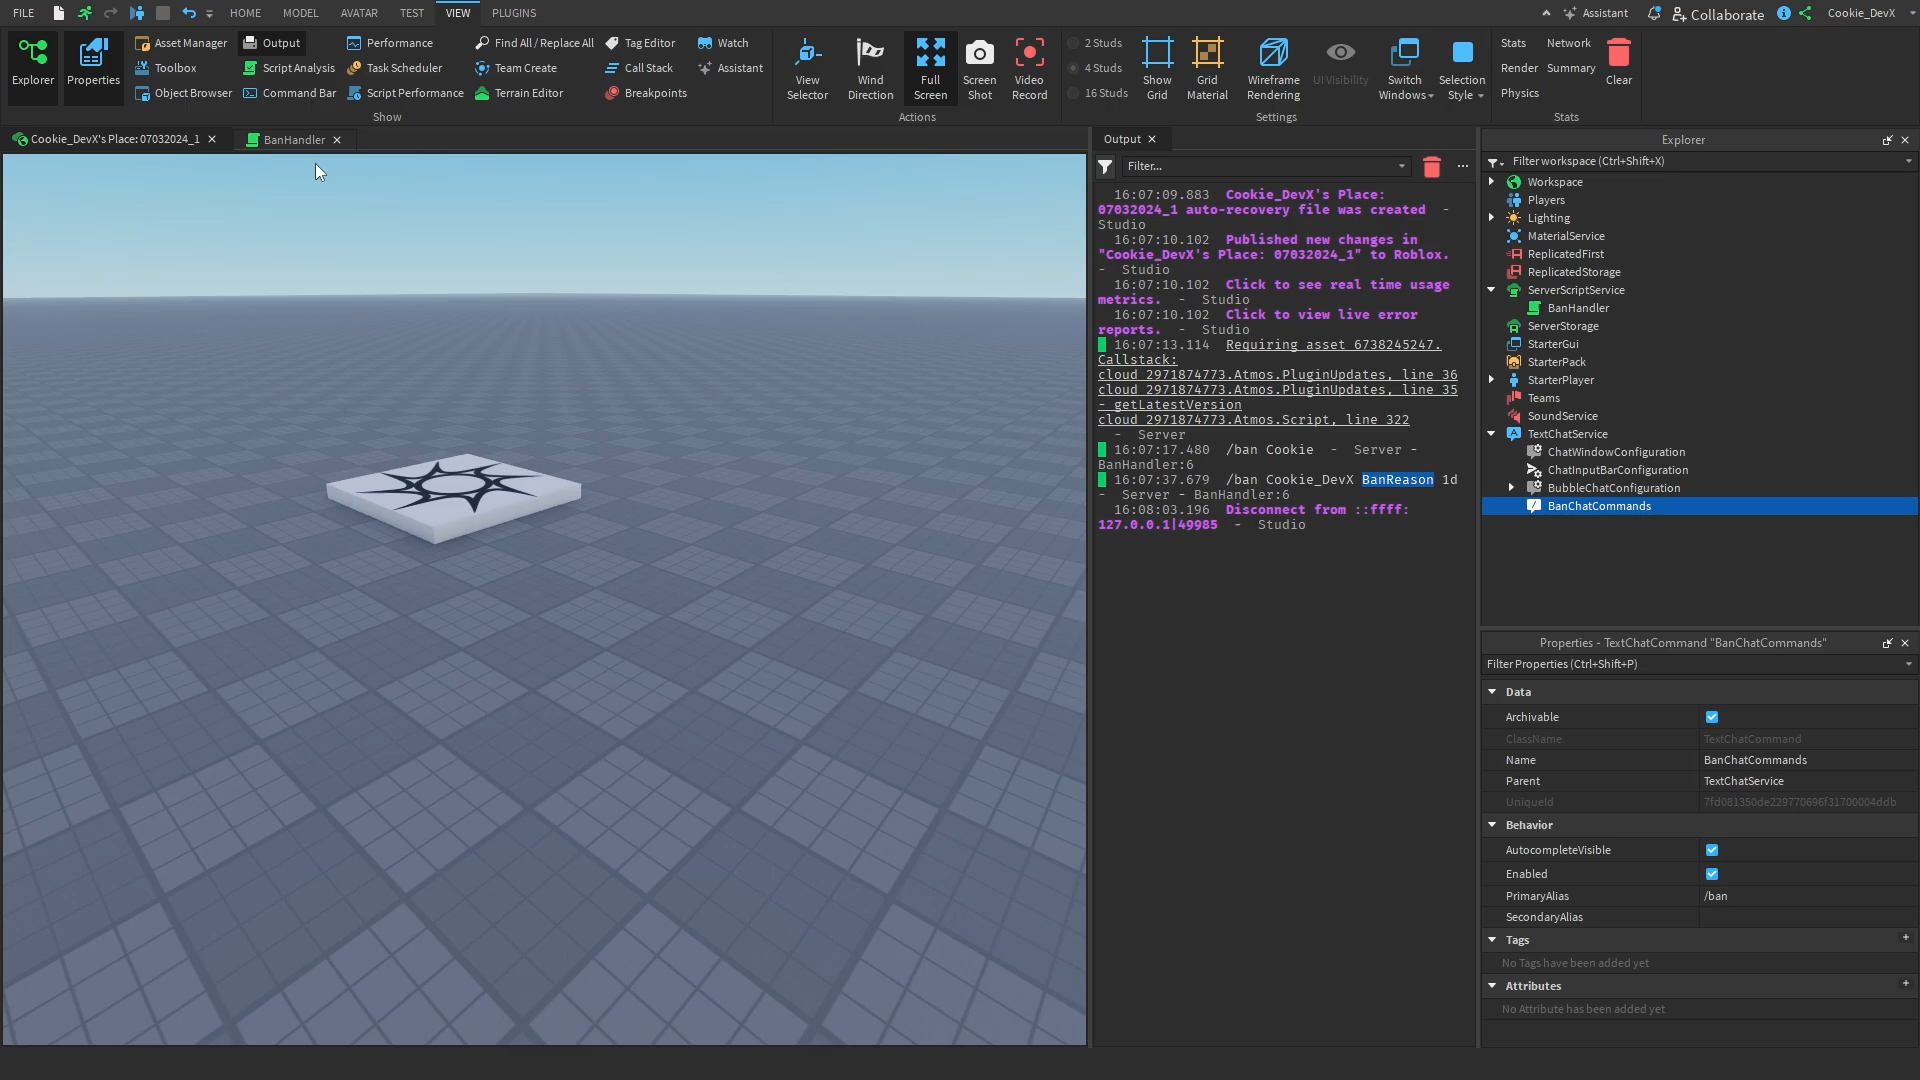 FILE HOME MODEL AVATAR TEST VIEW PLUGINS Assistant Collaborate Cookie_DevX
Explorer
Properties
Asset Manager Output Performance Find All / Replace All Tag Editor Watch
Toolbox Script Analysis Task Scheduler Team Create Call Stack Assistant
Object Browser Command Bar Script Performance Terrain Editor Breakpoints
Show
View
Selector
Wind
Direction
Full
Screen
Screen
Shot
Video
Record
Actions
2 Studs
4 Studs
16 Studs
Show
Grid
Grid
Material
Wireframe
Rendering
UI Visibility
Switch
Windows
Selection
Style
Settings
Stats Network
Render Summary
Physics
Clear
Stats
Cookie_DevX's Place: 07032024_1
BanHandler
Output
Filter...
16:07:09.883 Cookie_DevX's Place:
07032024_1 auto-recovery file was created -
Studio
16:07:10.102 Published new changes in
"Cookie_DevX's Place: 07032024_1" to Roblox.
- Studio
16:07:10.102 Click to see real time usage
metrics. - Studio
16:07:10.102 Click to view live error
reports. - Studio
16:07:13.114 Requiring asset 6738245247.
Callstack:
cloud_2971874773.Atmos.PluginUpdates, line 36
cloud_2971874773.Atmos.PluginUpdates, line 35
- getLatestVersion
cloud_2971874773.Atmos.Script, line 322
- Server
16:07:17.480 /ban Cookie - Server -
BanHandler:6
16:07:37.679 /ban Cookie_DevX BanReason 1d
- Server - BanHandler:6
16:08:03.196 Disconnect from ::ffff:
127.0.0.1|49985 - Studio
Explorer
Filter workspace (Ctrl+Shift+X)
Workspace
Players
Lighting
MaterialService
ReplicatedFirst
ReplicatedStorage
ServerScriptService
BanHandler
ServerStorage
StarterGui
StarterPack
StarterPlayer
Teams
SoundService
TextChatService
ChatWindowConfiguration
ChatInputBarConfiguration
BubbleChatConfiguration
BanChatCommands
Properties - TextChatCommand "BanChatCommands"
Filter Properties (Ctrl+Shift+P)
Data
Archivable
ClassName TextChatCommand
Name BanChatCommands
Parent TextChatService
UniqueId 7fd081350de229770696f31700004ddb
Behavior
AutocompleteVisible
Enabled
PrimaryAlias /ban
SecondaryAlias
Tags
No Tags have been added yet
Attributes
No Attribute has been added yet